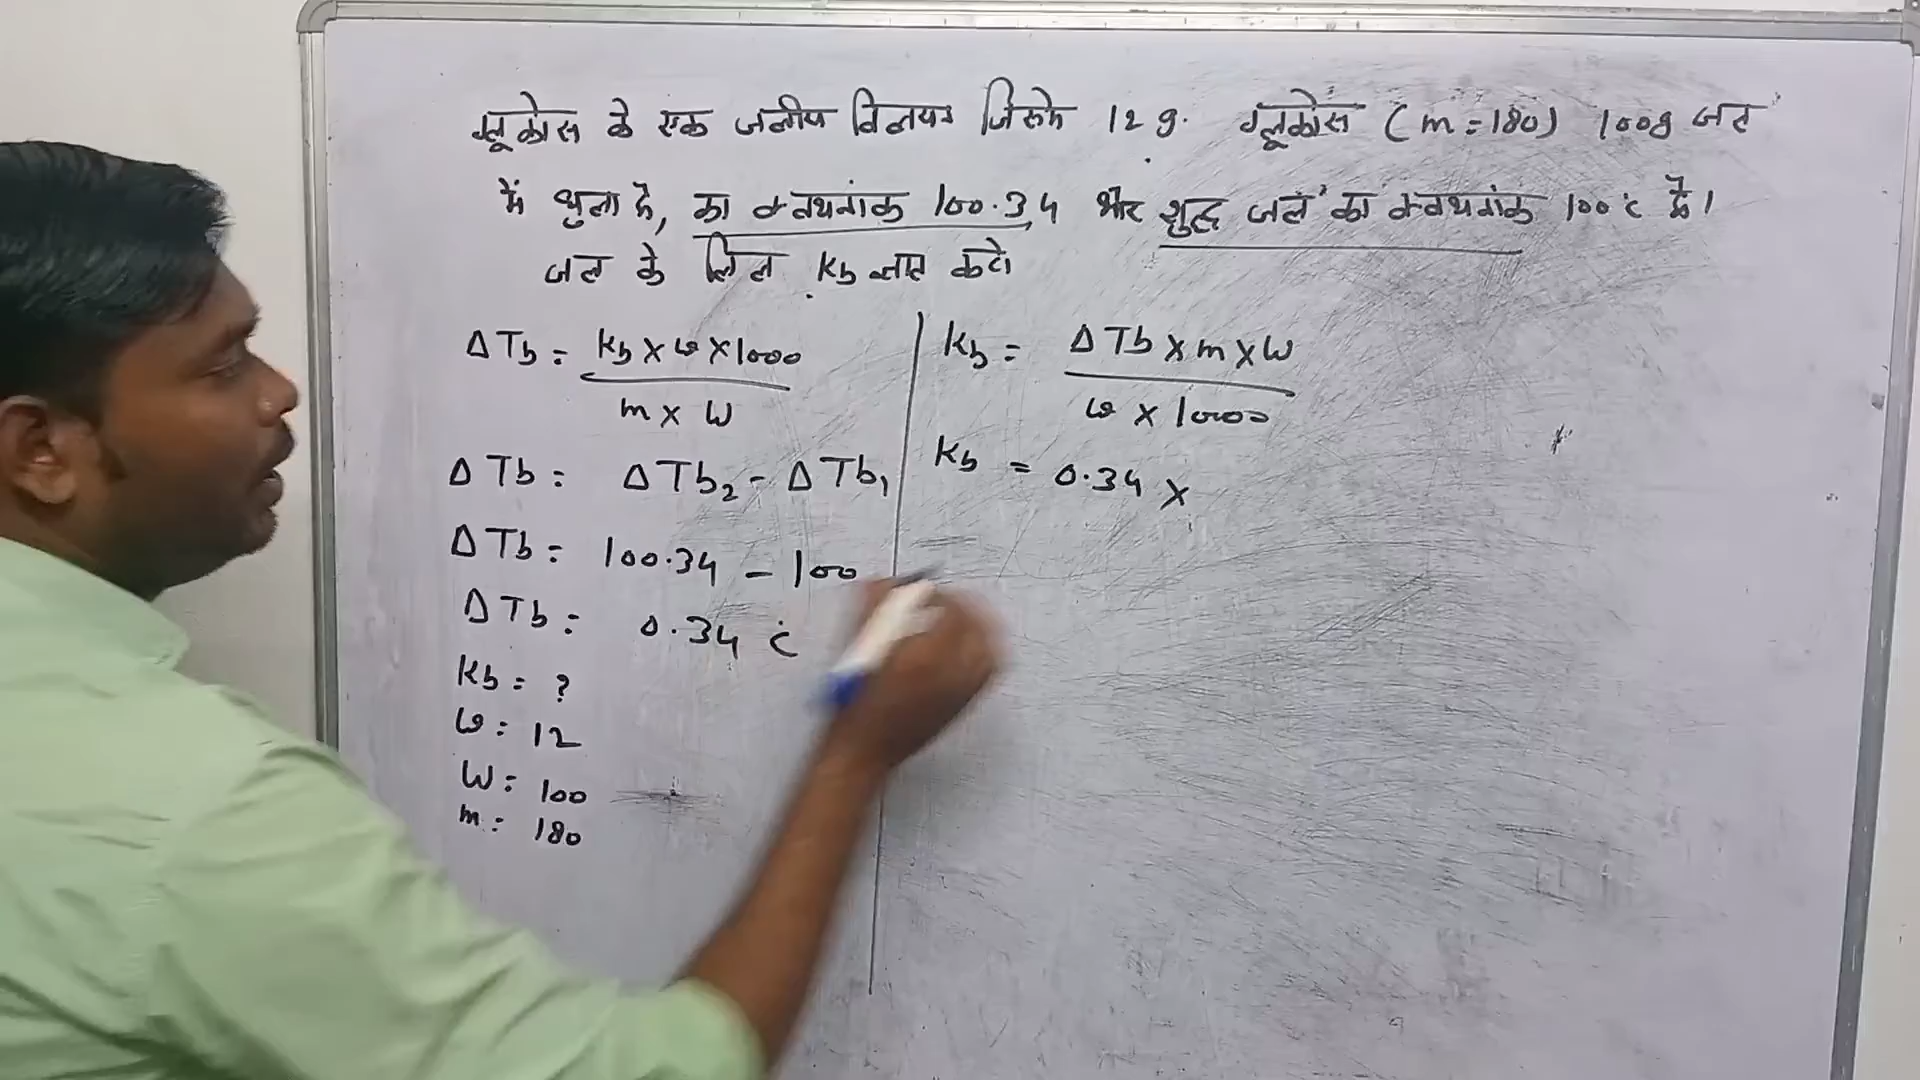 ग्लूकोस के एक जलीय विलयन जिसमे 12 g. ग्लूकोस (m = 180) 100g जल
में घुला है, का क्वथनांक 100.34 और शुद्ध जल का क्वथनांक 100°c है।
जल के लिए Kb ज्ञात करो
ΔTb = Kb x w x 1000
m x W
ΔTb = ΔTb₂ - ΔTb₁
ΔTb = 100.34 - 100
ΔTb = 0.34 °c
Kb = ?
w = 12
W = 100
m = 180
Kb = ΔTb x m x W
w x 1000
Kb = 0.34 x